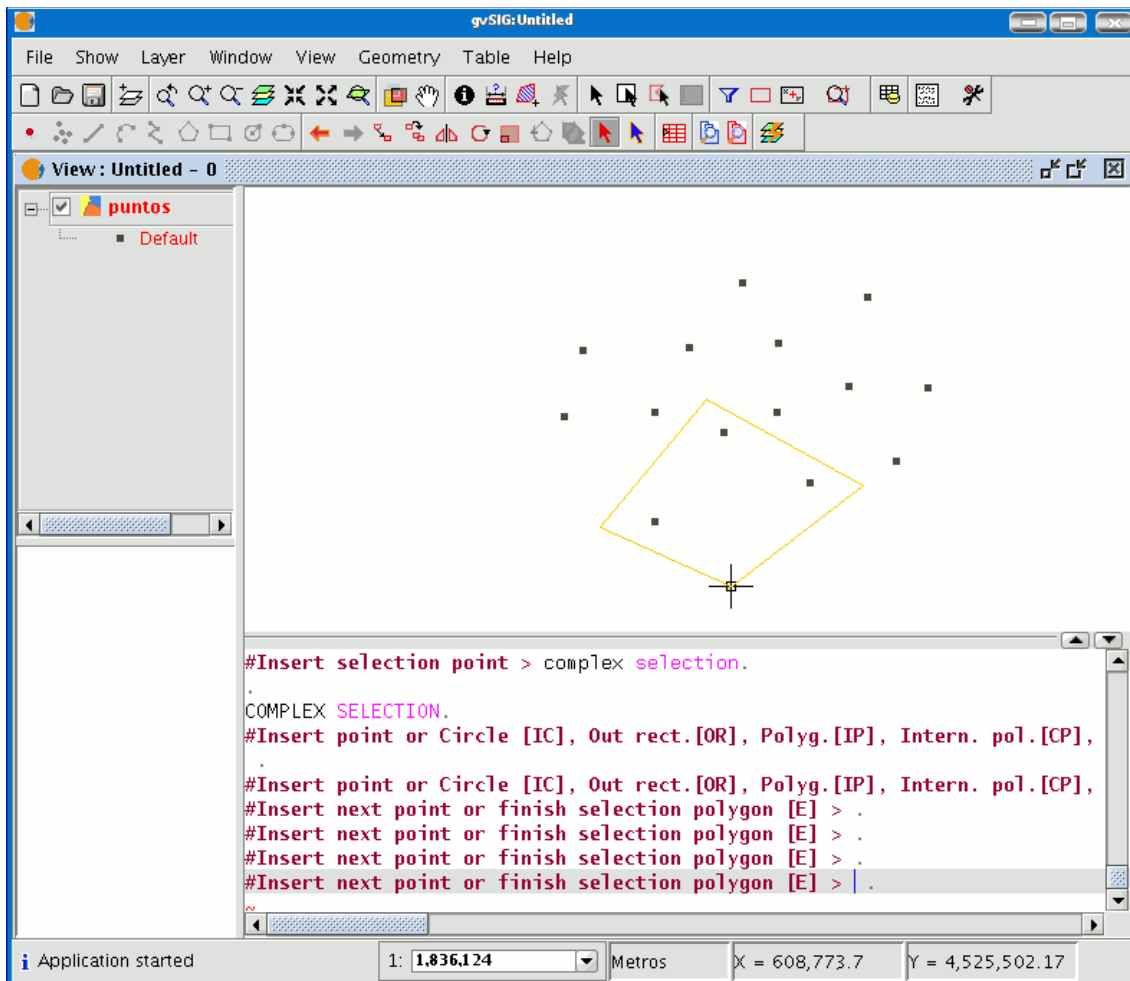 gvSIG:Untitled
File Show Layer Window View Geometry Table Help
View : Untitled - 0
puntos
Default
#Insert selection point > complex selection.
.
COMPLEX SELECTION.
#Insert point or Circle [IC], Out rect.[OR], Polyg.[IP], Intern. pol.[CP],
.
#Insert point or Circle [IC], Out rect.[OR], Polyg.[IP], Intern. pol.[CP],
#Insert next point or finish selection polygon [E] > .
#Insert next point or finish selection polygon [E] > .
#Insert next point or finish selection polygon [E] > .
#Insert next point or finish selection polygon [E] > .
~
Application started
1: 1.836.124
Metros
X = 608,773.7
Y = 4,525,502.17